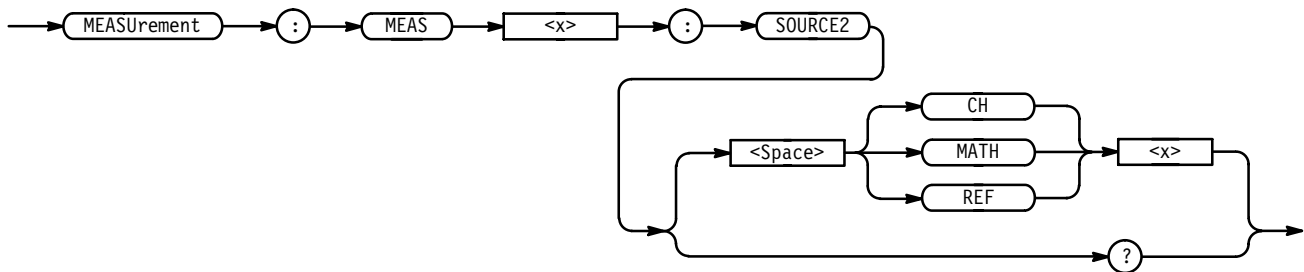 MEASUrement : MEAS <x> : SOURCE2
CH
<Space> MATH <x>
REF
?